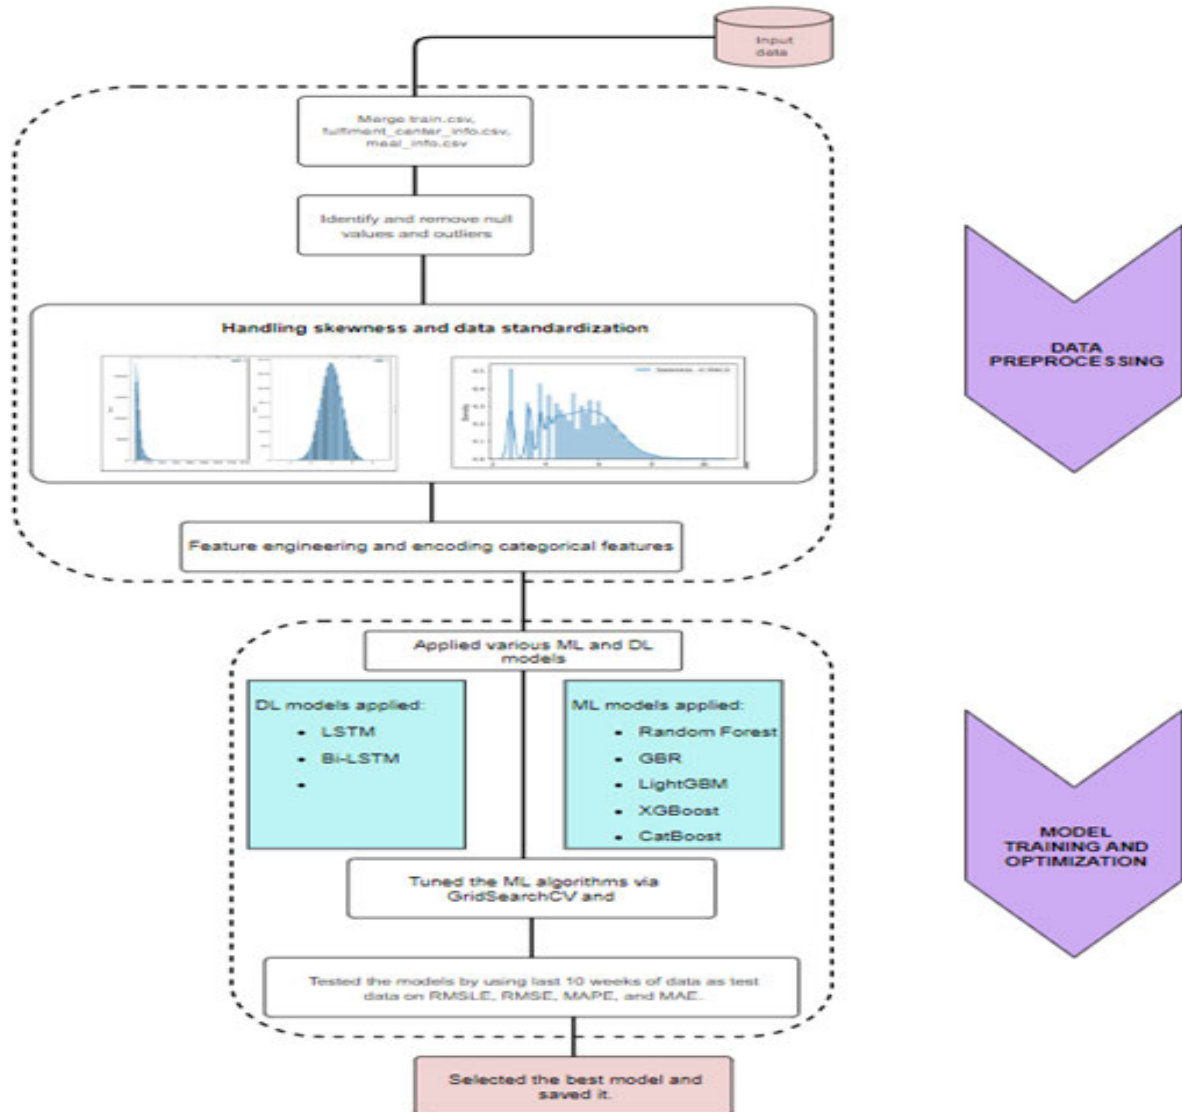 Input
data
Merge train.csv,
fulfilment_center_info.csv,
meal_info.csv
Identify and remove null
values and outliers
Handling skewness and data standardization
Density
DATA
PREPROCESSING
Feature engineering and encoding categorical features
Applied various ML and DL
models
DL models applied:
• LSTM
• Bi-LSTM
•
ML models applied:
• Random Forest
• GBR
• LightGBM
• XGBoost
• CatBoost
MODEL
TRAINING AND
OPTIMIZATION
Tuned the ML algorithms via
GridSearchCV and
Tested the models by using last 10 weeks of data as test
data on RMSLE, RMSE, MAPE, and MAE.
Selected the best model and
saved it.